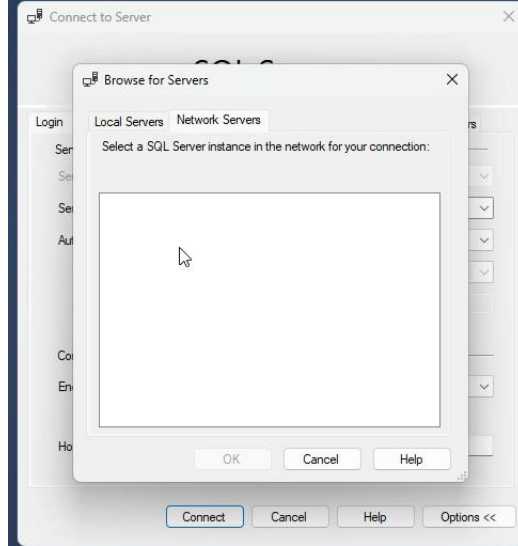 Connect to Server
Browse for Servers
Login
Local Servers
Network Servers
Select a SQL Server instance in the network for your connection:
OK
Cancel
Help
Connect
Cancel
Help
Options <<